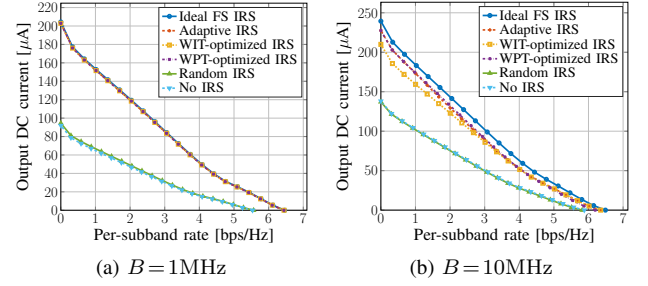 Output DC current [μA]
220
200
180
160
140
120
100
80
60
40
20
0
Ideal FS IRS
Adaptive IRS
WIT-optimized IRS
WPT-optimized IRS
Random IRS
No IRS
0 1 2 3 4 5 6 7
Per-subband rate [bps/Hz]
(a) B=1MHz
Output DC current [μA]
250
200
150
100
50
0
Ideal FS IRS
Adaptive IRS
WIT-optimized IRS
WPT-optimized IRS
Random IRS
No IRS
0 1 2 3 4 5 6 7
Per-subband rate [bps/Hz]
(b) B=10MHz